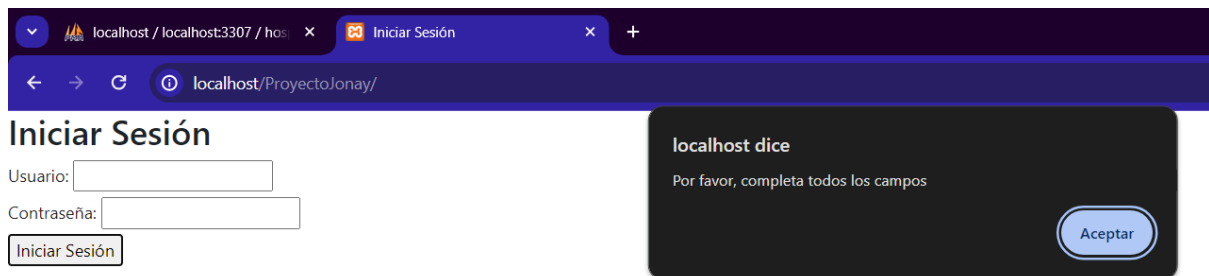 localhost / localhost:3307 / hos
Iniciar Sesión
localhost/ProyectoJonay/
Iniciar Sesión
Usuario:
Contraseña:
Iniciar Sesión
localhost dice
Por favor, completa todos los campos
Aceptar